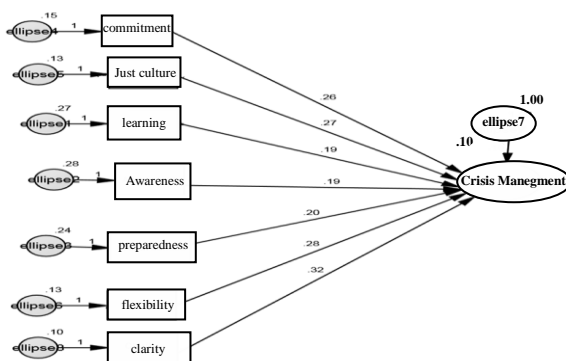 .15
ellipse4
1
commitment
.13
ellipse5
1
Just culture
.27
ellipse1
1
learning
.28
ellipse2
1
Awareness
.24
ellipse3
1
preparedness
.13
ellipse6
1
flexibility
.10
1
clarity
.26
.27
.19
.19
.20
.28
.32
1.00
ellipse7
.10
Crisis Manegment